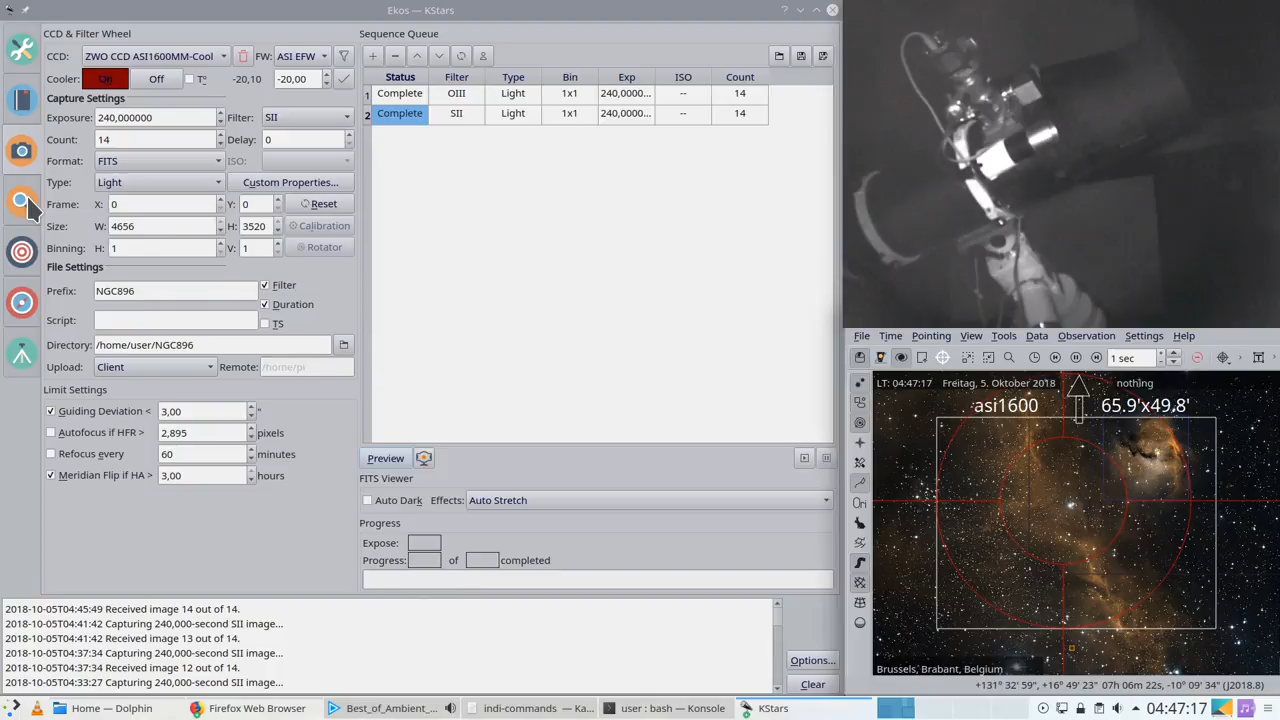 Ekos — KStars
CCD & Filter Wheel
CCD: ZWO CCD ASI1600MM-Cool FW: ASI EFW
Cooler: On Off T° -20,10 -20,00
Capture Settings
Exposure: 240,000000 Filter: SII
Count: 14 Delay: 0
Format: FITS ISO:
Type: Light Custom Properties...
Frame: X: 0 Y: 0 Reset
Size: W: 4656 H: 3520 Calibration
Binning: H: 1 V: 1 Rotator
File Settings
Prefix: NGC896 Filter
Duration
Script: TS
Directory: /home/user/NGC896
Upload: Client Remote: /home/pi
Limit Settings
Guiding Deviation < 3,00 "
Autofocus if HFR > 2,895 pixels
Refocus every 60 minutes
Meridian Flip if HA > 3,00 hours
Sequence Queue
Status Filter Type Bin Exp ISO Count
1 Complete OIII Light 1x1 240,0000... -- 14
2 Complete SII Light 1x1 240,0000... -- 14
Preview
FITS Viewer
Auto Dark Effects: Auto Stretch
Progress
Expose:
Progress: of completed
2018-10-05T04:45:49 Received image 14 out of 14.
2018-10-05T04:41:42 Capturing 240,000-second SII image...
2018-10-05T04:41:42 Received image 13 out of 14.
2018-10-05T04:37:34 Capturing 240,000-second SII image...
2018-10-05T04:37:34 Received image 12 out of 14.
2018-10-05T04:33:27 Capturing 240,000-second SII image...
Options...
Clear
File Time Pointing View Tools Data Observation Settings Help
1 sec
LT: 04:47:17 Freitag, 5. Oktober 2018 nothing
asi1600 65.9'x49.8'
Ori
Brussels, Brabant, Belgium
+131° 32' 59", +16° 49' 23" 07h 06m 22s, -10° 09' 34" (J2018.8)
Home — Dolphin Firefox Web Browser Best_of_Ambient_... indi-commands — Ka... user : bash — Konsole KStars 04:47:17